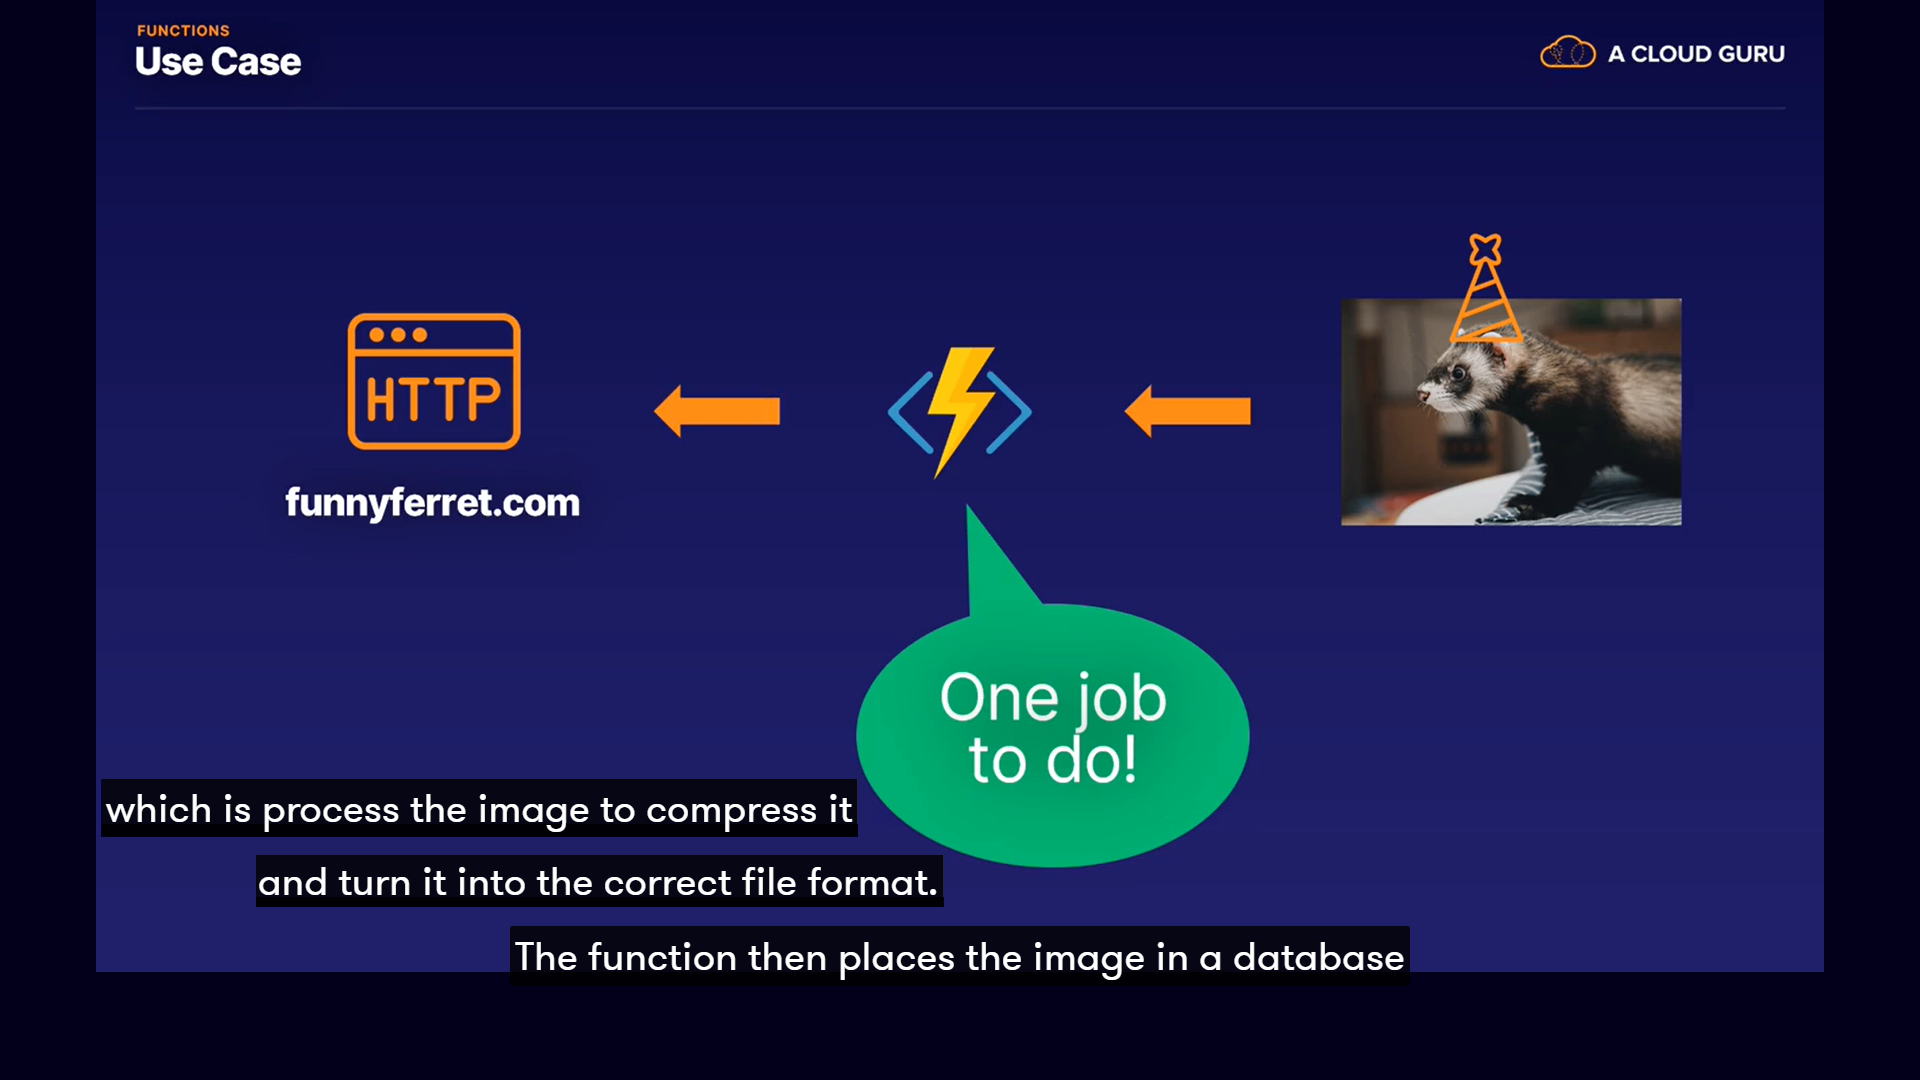 FUNCTIONS
Use Case
A CLOUD GURU
HTTP
funnyferret.com
One job
to do!
which is process the image to compress it
and turn it into the correct file format.
The function then places the image in a database